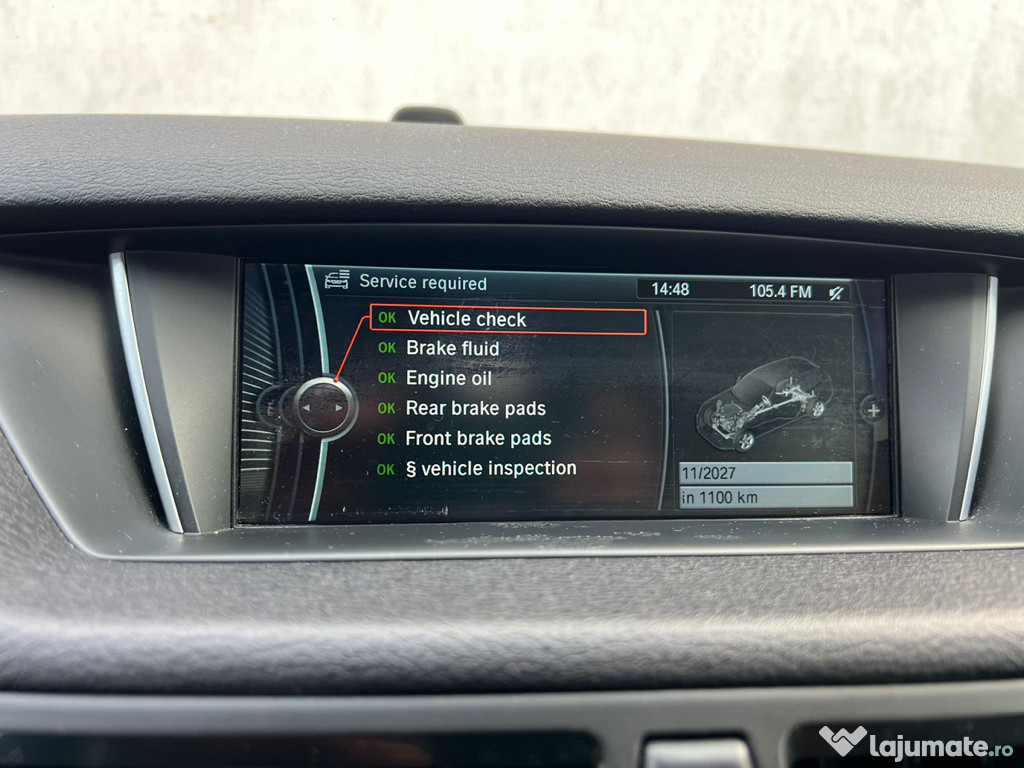 Service required
14:48
105.4 FM
OK Vehicle check
OK Brake fluid
OK Engine oil
OK Rear brake pads
OK Front brake pads
OK § vehicle inspection
11/2027
in 1100 km
lajumate.ro